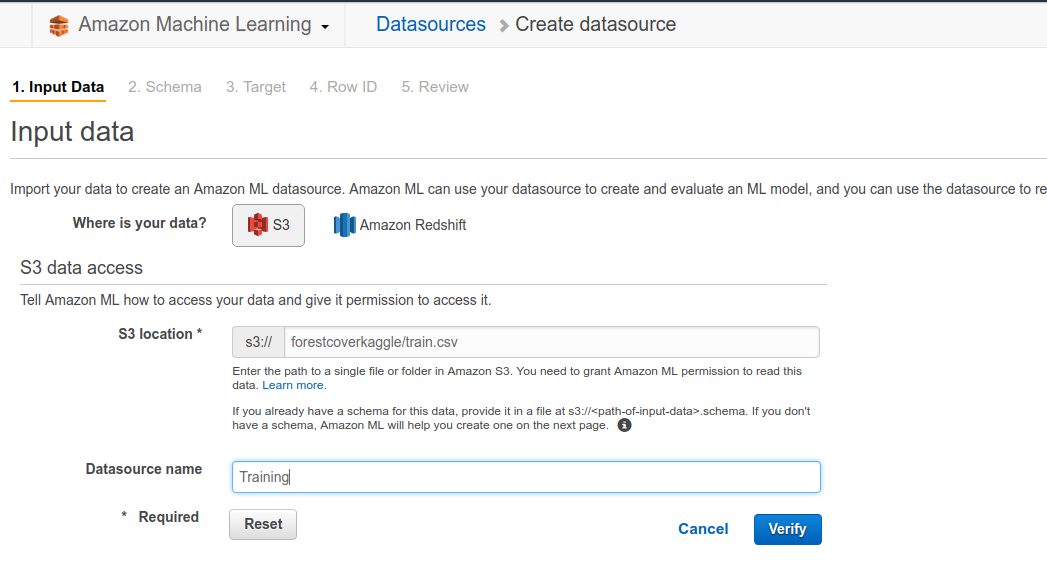 Amazon Machine Learning Datasources Create datasource
1. Input Data 2. Schema 3. Target 4. Row ID 5. Review
Input data
Import your data to create an Amazon ML datasource. Amazon ML can use your datasource to create and evaluate an ML model, and you can use the datasource to re
Where is your data? S3 Amazon Redshift
S3 data access
Tell Amazon ML how to access your data and give it permission to access it.
S3 location * s3:// forestcoverkaggle/train.csv
Enter the path to a single file or folder in Amazon S3. You need to grant Amazon ML permission to read this
data. Learn more.
If you already have a schema for this data, provide it in a file at s3://<path-of-input-data>.schema. If you don't
have a schema, Amazon ML will help you create one on the next page.
Datasource name Training
* Required Reset Cancel Verify